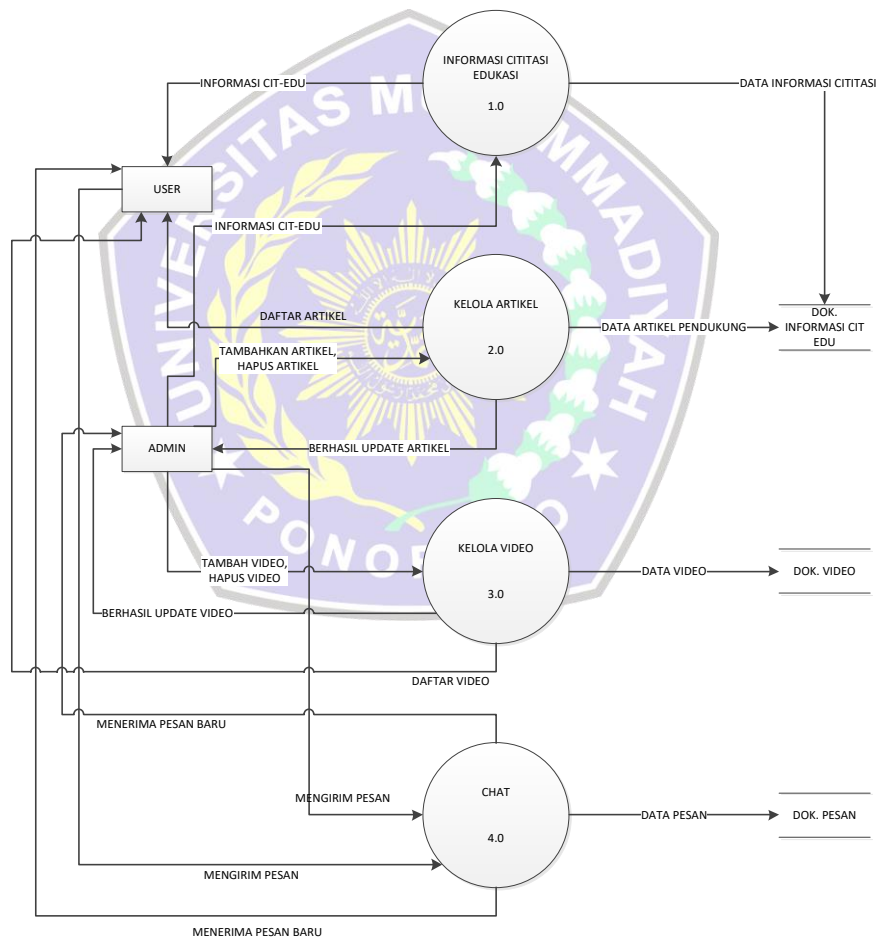 INFORMASI CITITASI
EDUKASI
1.0
INFORMASI CIT-EDU
DATA INFORMASI CITITASI
USER
INFORMASI CIT-EDU
KELOLA ARTIKEL
2.0
DAFTAR ARTIKEL
DATA ARTIKEL PENDUKUNG
DOK.
INFORMASI CIT
EDU
TAMBAHKAN ARTIKEL,
HAPUS ARTIKEL
ADMIN
BERHASIL UPDATE ARTIKEL
KELOLA VIDEO
3.0
TAMBAH VIDEO,
HAPUS VIDEO
DATA VIDEO
DOK. VIDEO
BERHASIL UPDATE VIDEO
DAFTAR VIDEO
MENERIMA PESAN BARU
CHAT
4.0
MENGIRIM PESAN
DATA PESAN
DOK. PESAN
MENGIRIM PESAN
MENERIMA PESAN BARU